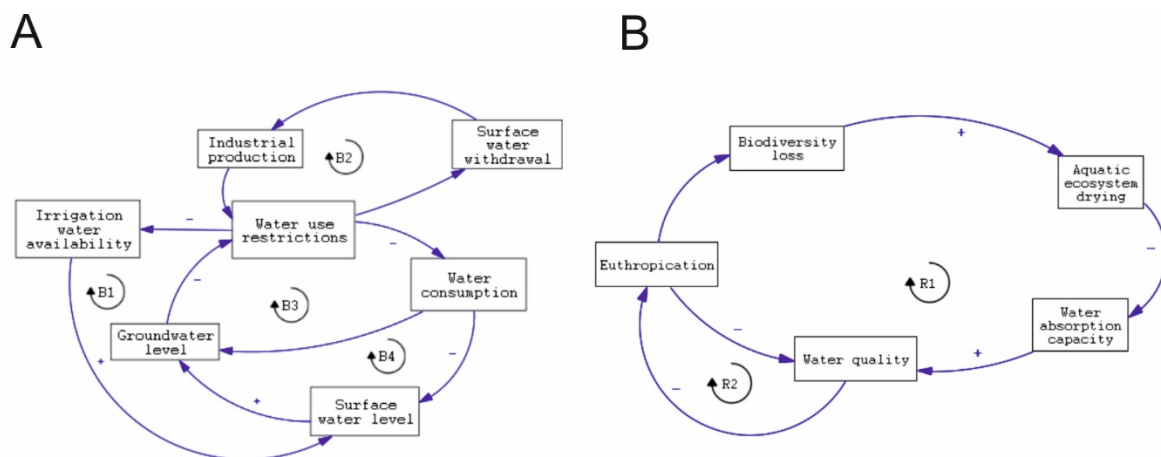 A
B
Industrial
production
B2
Surface
water
withdrawal
Irrigation
water
availability
−
Water use
restrictions
−
B1
−
B3
Water
consumption
Groundwater
level
B4
−
+
+
Surface
water level
Biodiversity
loss
+
Aquatic
ecosystem
drying
−
Euthropication
R1
−
Water
absorption
capacity
+
Water quality
−
R2